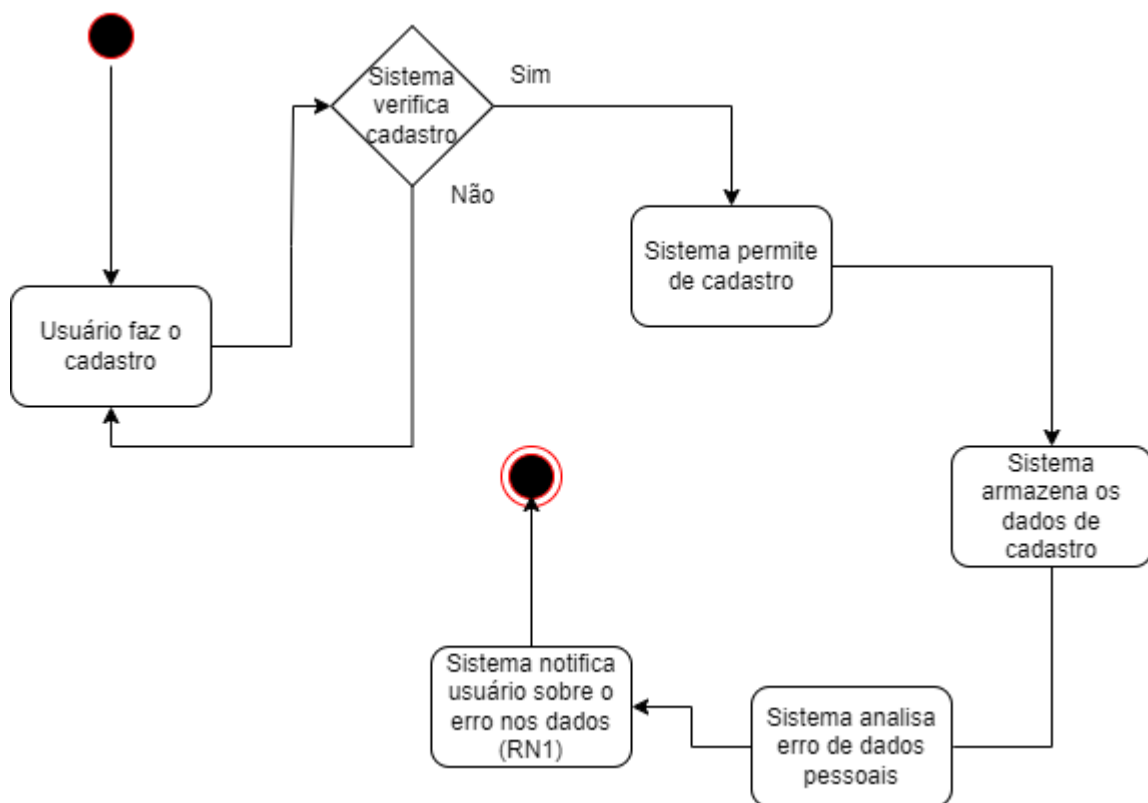 Sistema
verifica
cadastro
Sim
Não
Usuário faz o
cadastro
Sistema permite
de cadastro
Sistema
armazena os
dados de
cadastro
Sistema analisa
erro de dados
pessoais
Sistema notifica
usuário sobre o
erro nos dados
(RN1)